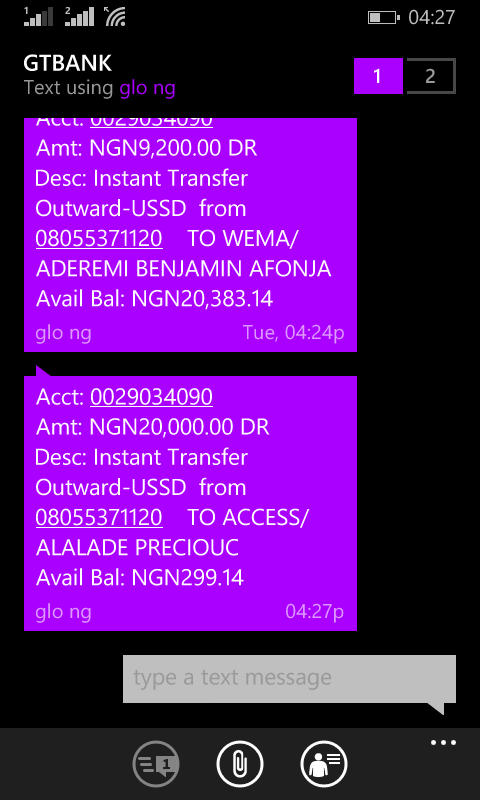 1 2 04:27
GTBANK
Text using glo ng
1 2
Acct: 0029034090
Amt: NGN9,200.00 DR
Desc: Instant Transfer
Outward-USSD from
08055371120 TO WEMA/
ADEREMI BENJAMIN AFONJA
Avail Bal: NGN20,383.14
glo ng Tue, 04:24p
Acct: 0029034090
Amt: NGN20,000.00 DR
Desc: Instant Transfer
Outward-USSD from
08055371120 TO ACCESS/
ALALADE PRECIOUC
Avail Bal: NGN299.14
glo ng 04:27p
type a text message
1